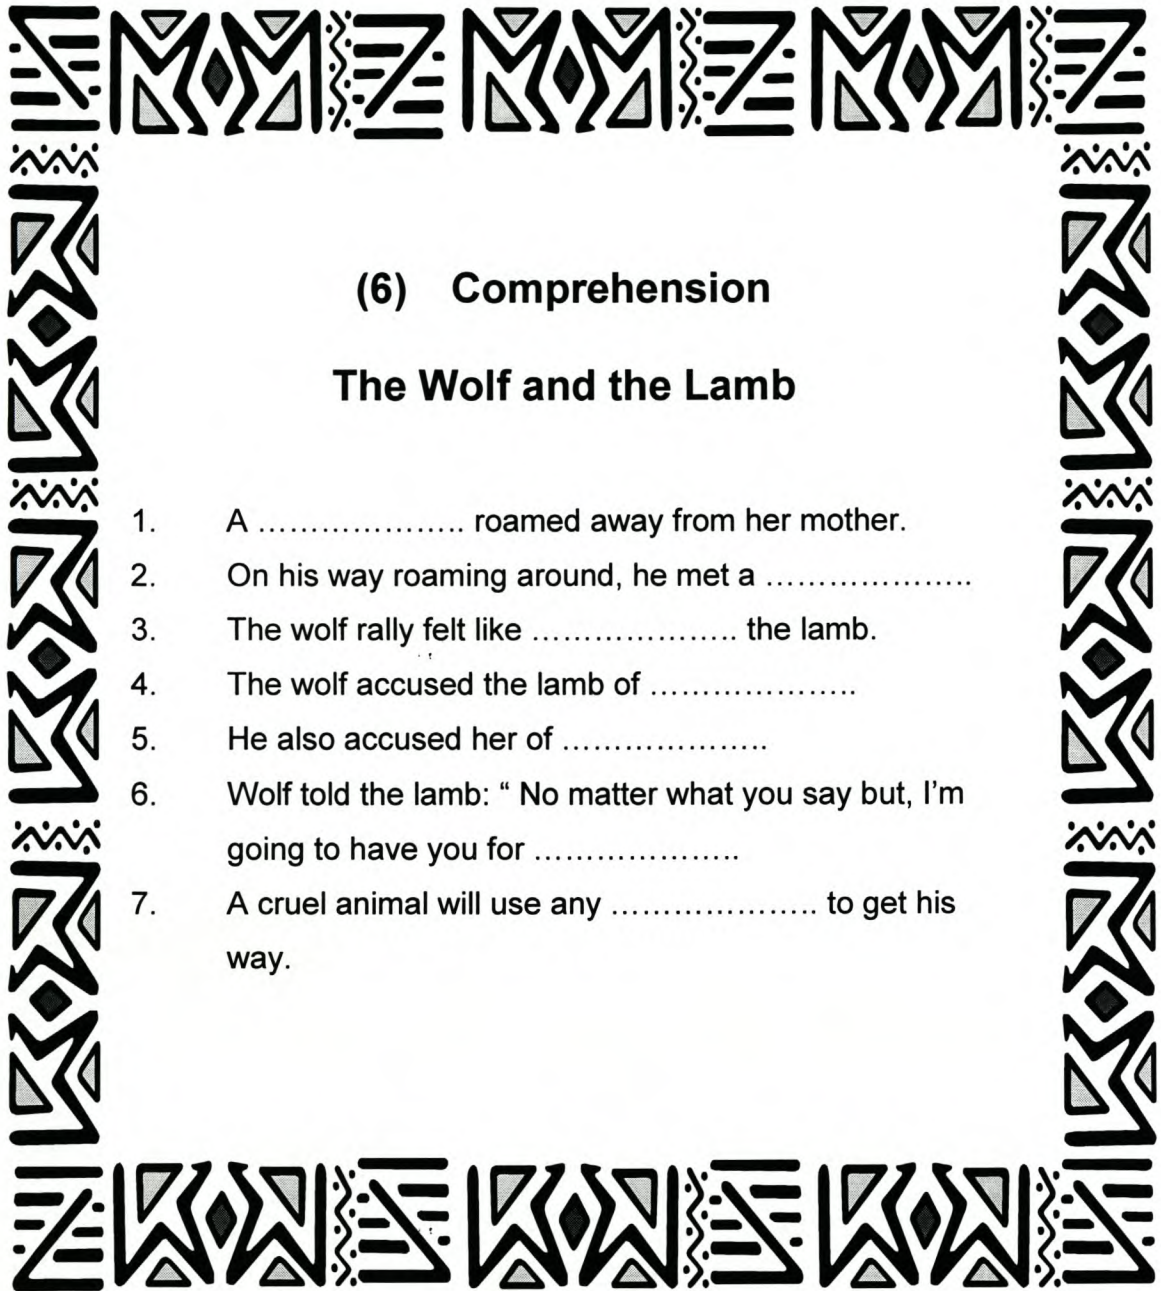 (6) Comprehension
The Wolf and the Lamb
1. A .................... roamed away from her mother.
2. On his way roaming around, he met a ....................
3. The wolf rally felt like .................... the lamb.
4. The wolf accused the lamb of ....................
5. He also accused her of ....................
6. Wolf told the lamb: “ No matter what you say but, I’m
going to have you for ....................
7. A cruel animal will use any .................... to get his
way.